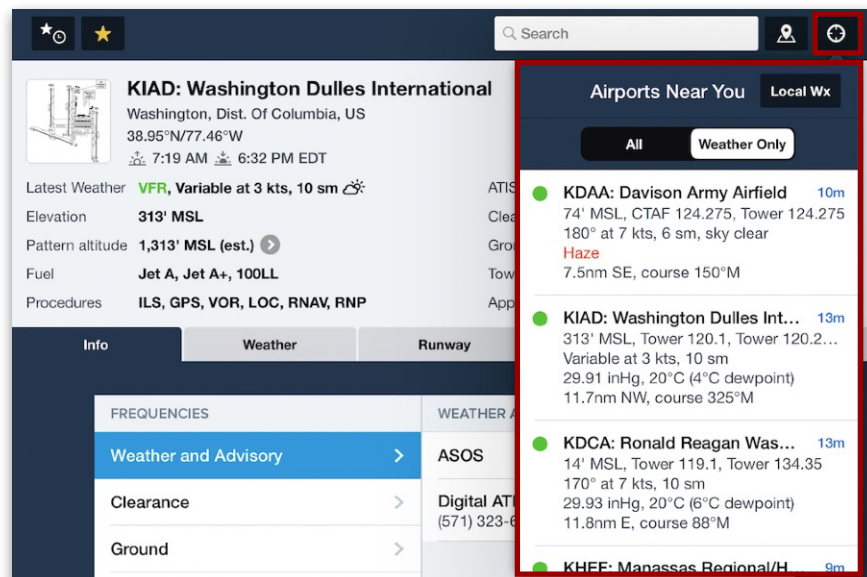 Search
KIAD: Washington Dulles International
Washington, Dist. Of Columbia, US
38.95°N/77.46°W
7:19 AM 6:32 PM EDT
Latest Weather VFR, Variable at 3 kts, 10 sm
Elevation 313' MSL
Pattern altitude 1,313' MSL (est.)
Fuel Jet A, Jet A+, 100LL
Procedures ILS, GPS, VOR, LOC, RNAV, RNP
ATIS
Clea
Grou
Tow
App
Info Weather Runway
FREQUENCIES
Weather and Advisory
Clearance
Ground
WEATHER A
ASOS
Digital ATI
(571) 323-6
Airports Near You Local Wx
All Weather Only
KDAA: Davison Army Airfield 10m
74' MSL, CTAF 124.275, Tower 124.275
180° at 7 kts, 6 sm, sky clear
Haze
7.5nm SE, course 150°M
KIAD: Washington Dulles Int... 13m
313' MSL, Tower 120.1, Tower 120.2...
Variable at 3 kts, 10 sm
29.91 inHg, 20°C (4°C dewpoint)
11.7nm NW, course 325°M
KDCA: Ronald Reagan Was... 13m
14' MSL, Tower 119.1, Tower 134.35
170° at 7 kts, 10 sm
29.93 inHg, 20°C (6°C dewpoint)
11.8nm E, course 88°M
KHEF: Manassas Regional/H... 9m